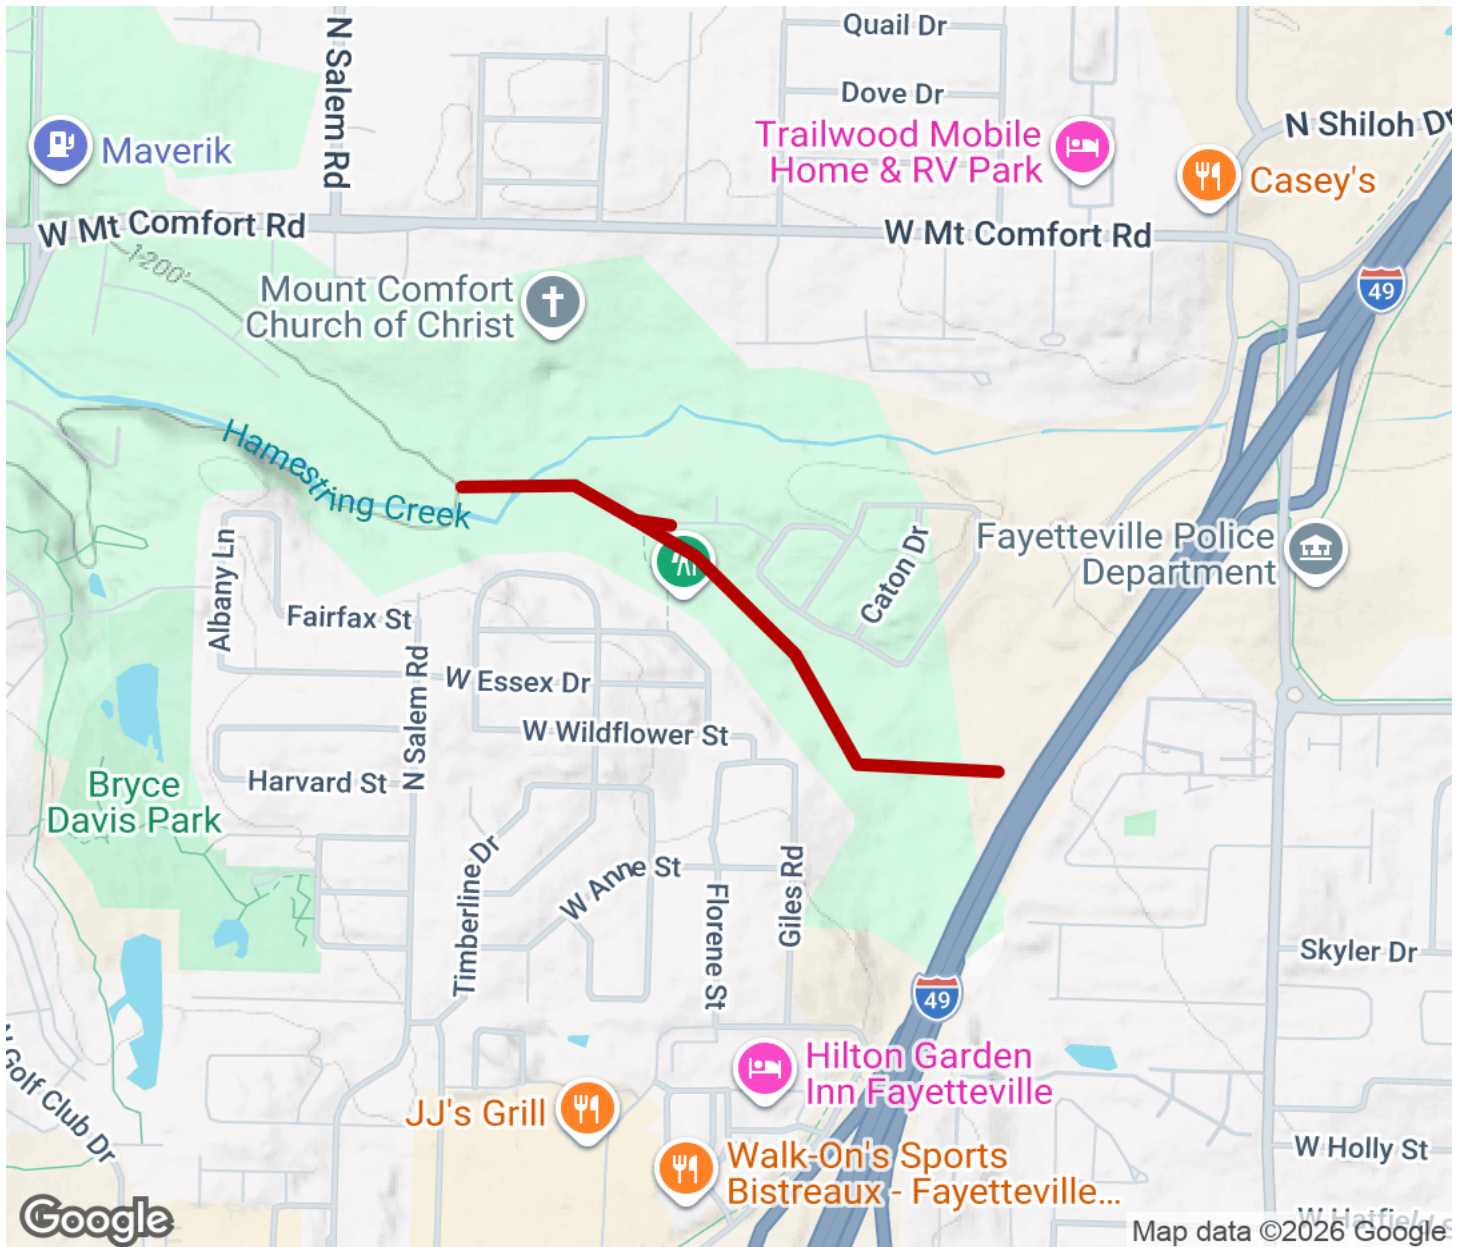 Quail Dr
N Salem Rd
Dove Dr
N Shiloh Dr
Trailwood Mobile
Home & RV Park
Maverik
Casey's
W Mt Comfort Rd
W Mt Comfort Rd
1-200'
Mount Comfort
Church of Christ
49
Hamestring Creek
Fayetteville Police
Department
Albany Ln
Caton Dr
Fairfax St
N Salem Rd
W Essex Dr
W Wildflower St
Harvard St
Bryce
Davis Park
Timberline Dr
W Anne St
Florene St
Giles Rd
Skyler Dr
49
Golf Club Dr
Hilton Garden
Inn Fayetteville
JJ's Grill
W Holly St
Walk-On's Sports
Bistreaux - Fayetteville...
Google
Map data ©2026 Google